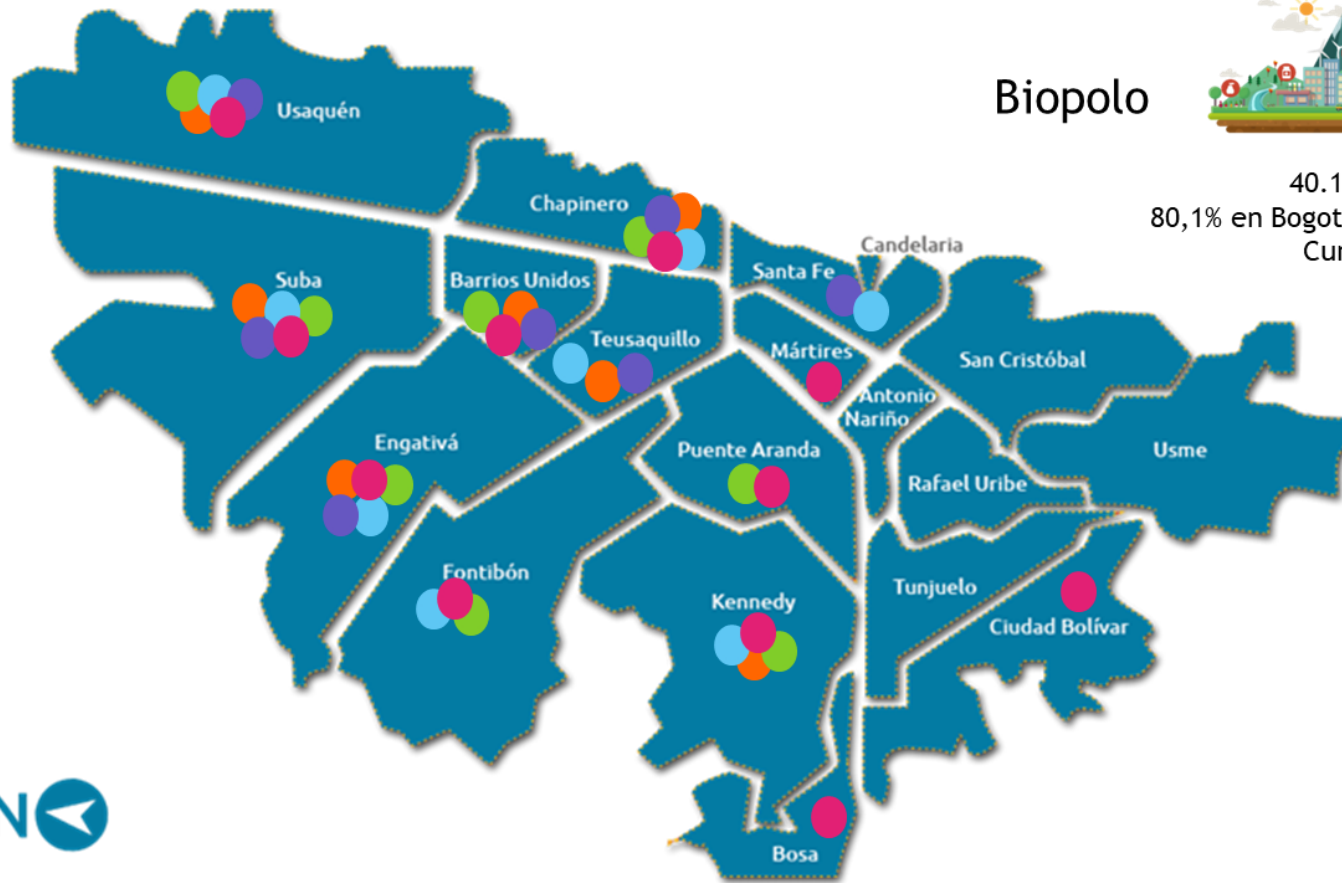 Biopolo
40.1
80,1% en Bogot
Cur
Usaquén
Chapinero
Candelaria
Santa Fe
Suba
Barrios Unidos
Teusaquillo
Mártires
San Cristóbal
Antonio
Nariño
Engativá
Puente Aranda
Usme
Rafael Uribe
Fontibón
Tunjuelo
Kennedy
Ciudad Bolívar
N
Bosa